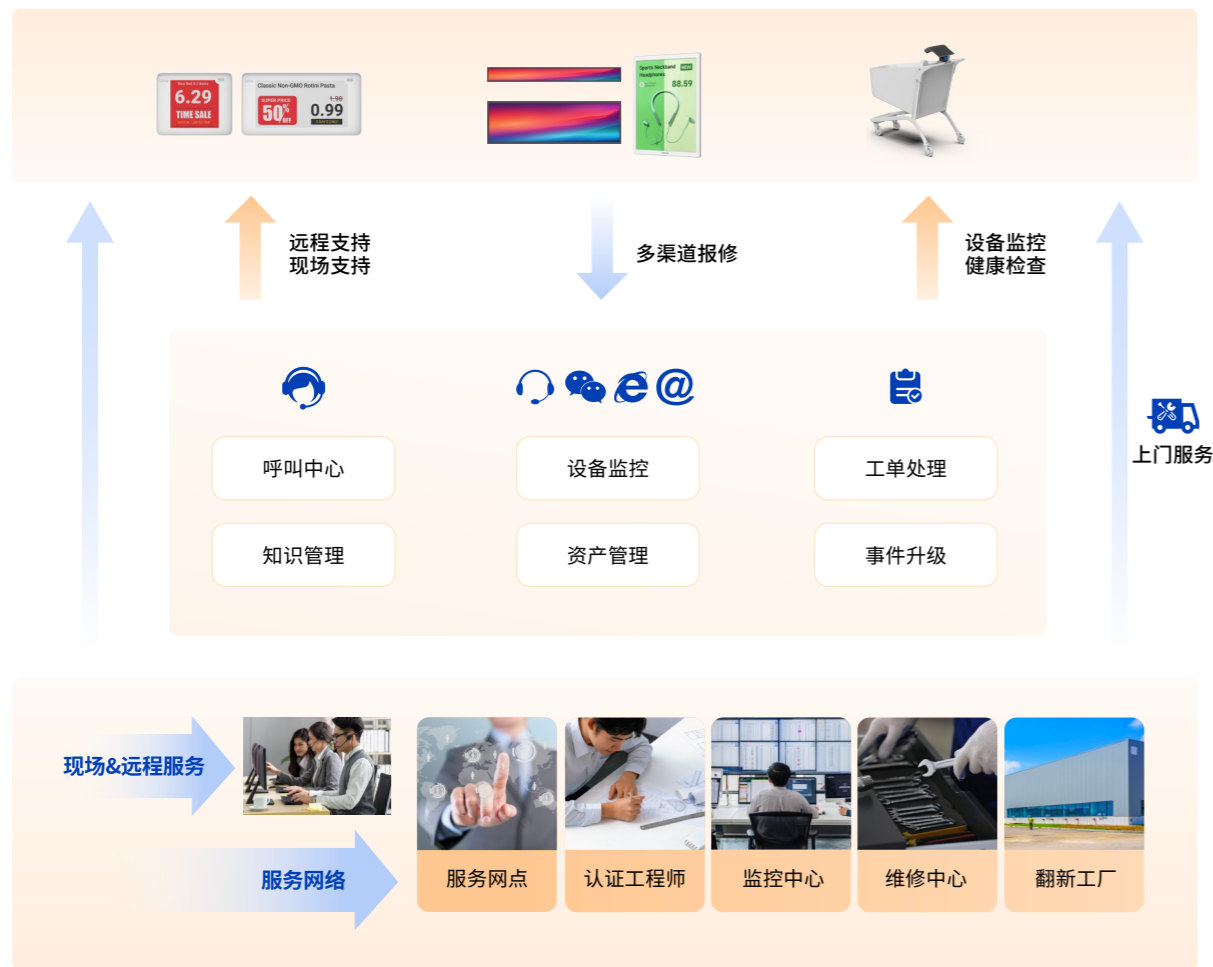 6.29
TIME SALE
Classic Non-GMO Rotini Pasta
SUPER PRICE
50%
OFF
1.98
0.99
Sports Neckband
Headphones
NEW
88.59
远程支持
现场支持
多渠道报修
设备监控
健康检查
呼叫中心
设备监控
工单处理
知识管理
资产管理
事件升级
上门服务
现场&远程服务
服务网络
服务网点
认证工程师
监控中心
维修中心
翻新工厂